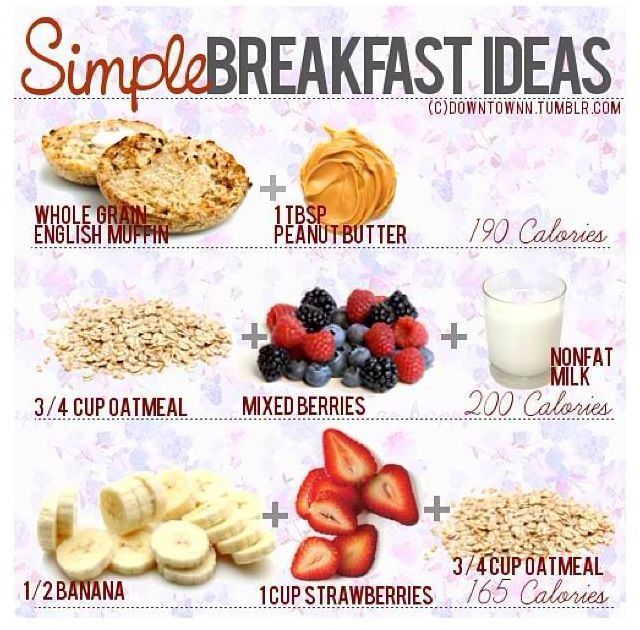 Simple BREAKFAST IDEAS
(C)DOWNTOWNN.TUMBLR.COM
WHOLE GRAIN
ENGLISH MUFFIN
+
1 TBSP
PEANUT BUTTER
190 Calories
3/4 CUP OATMEAL
+
MIXED BERRIES
+
NONFAT
MILK
200 Calories
1/2 BANANA
+
1 CUP STRAWBERRIES
+
3/4 CUP OATMEAL
165 Calories